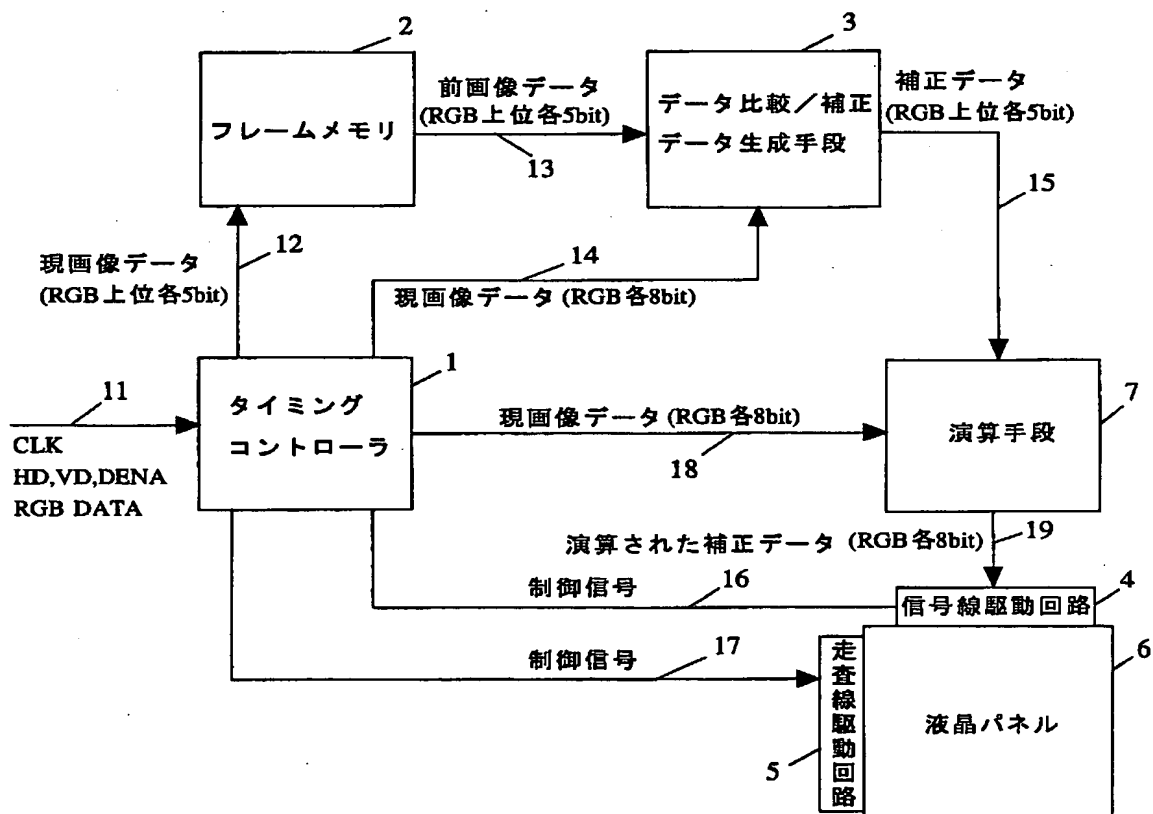 2
フレームメモリ
前画像データ
(RGB上位各5bit)
13
3
データ比較／補正
データ生成手段
補正データ
(RGB上位各5bit)
15
12
現画像データ
(RGB上位各5bit)
14
現画像データ(RGB各8bit)
11
CLK
HD,VD,DENA
RGB DATA
1
タイミング
コントローラ
現画像データ(RGB各8bit)
18
7
演算手段
演算された補正データ (RGB各8bit)
19
制御信号
16
信号線駆動回路
4
制御信号
17
走査線駆動回路
5
液晶パネル
6